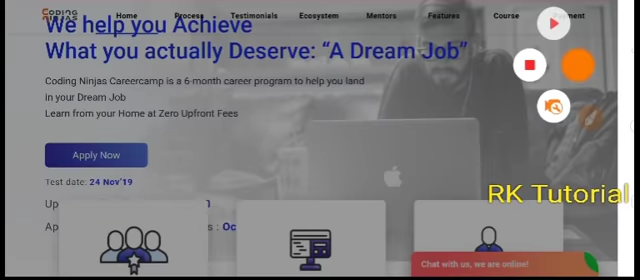 CODING NINJAS
Home Process Testimonials Ecosystem Mentors Features Course
We help you Achieve
What you actually Deserve: “A Dream Job”
Coding Ninjas Careercamp is a 6-month career program to help you land
in your Dream Job
Learn from your Home at Zero Upfront Fees
Apply Now
Test date: 24 Nov'19
RK Tutorial
Chat with us, we are online!